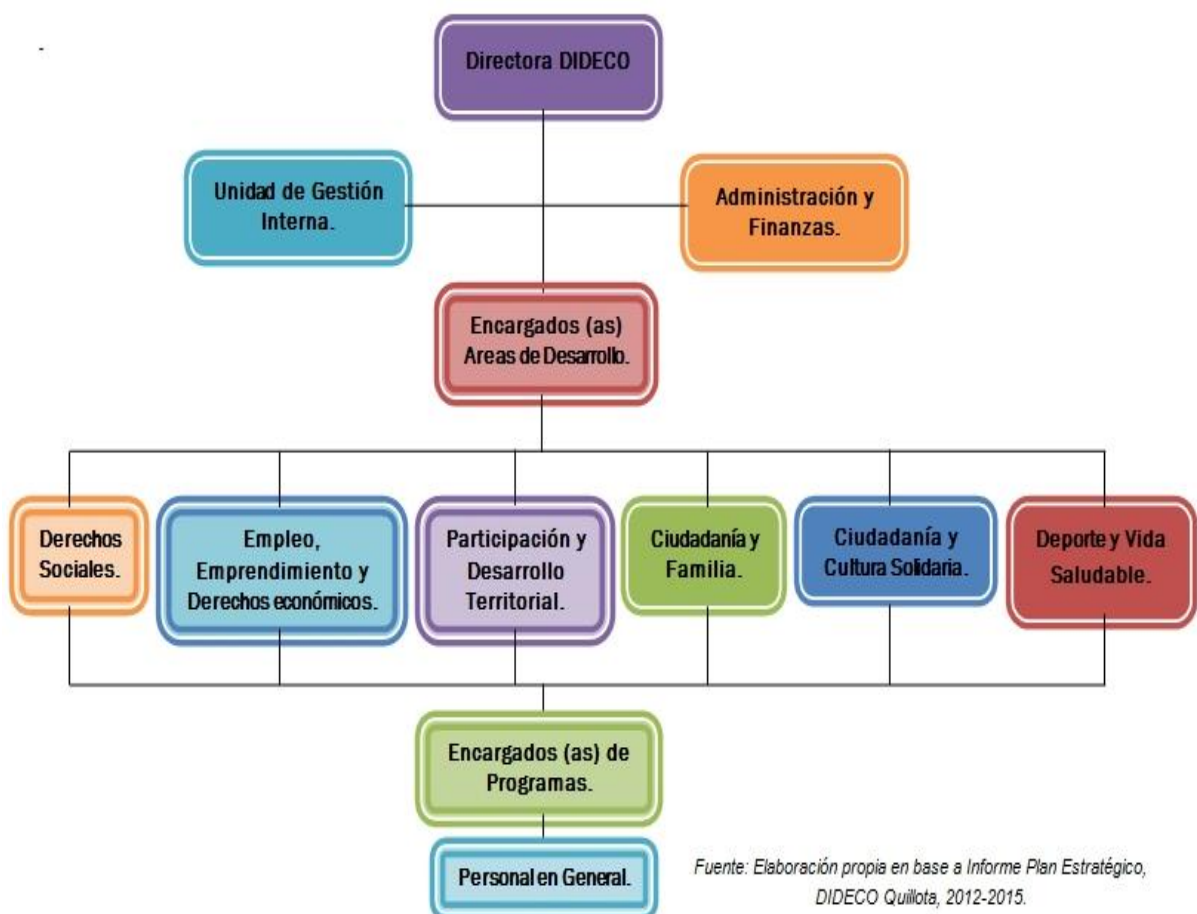 Directora DIDECO
Unidad de Gestión
Interna.
Administración y
Finanzas.
Encargados (as)
Areas de Desarrollo.
Derechos
Sociales.
Empleo,
Emprendimiento y
Derechos económicos.
Participación y
Desarrollo
Territorial.
Ciudadanía y
Familia.
Ciudadanía y
Cultura Solidaria.
Deporte y Vida
Saludable.
Encargados (as) de
Programas.
Personal en General.
Fuente: Elaboración propia en base a Informe Plan Estratégico,
DIDECO Quillota, 2012-2015.